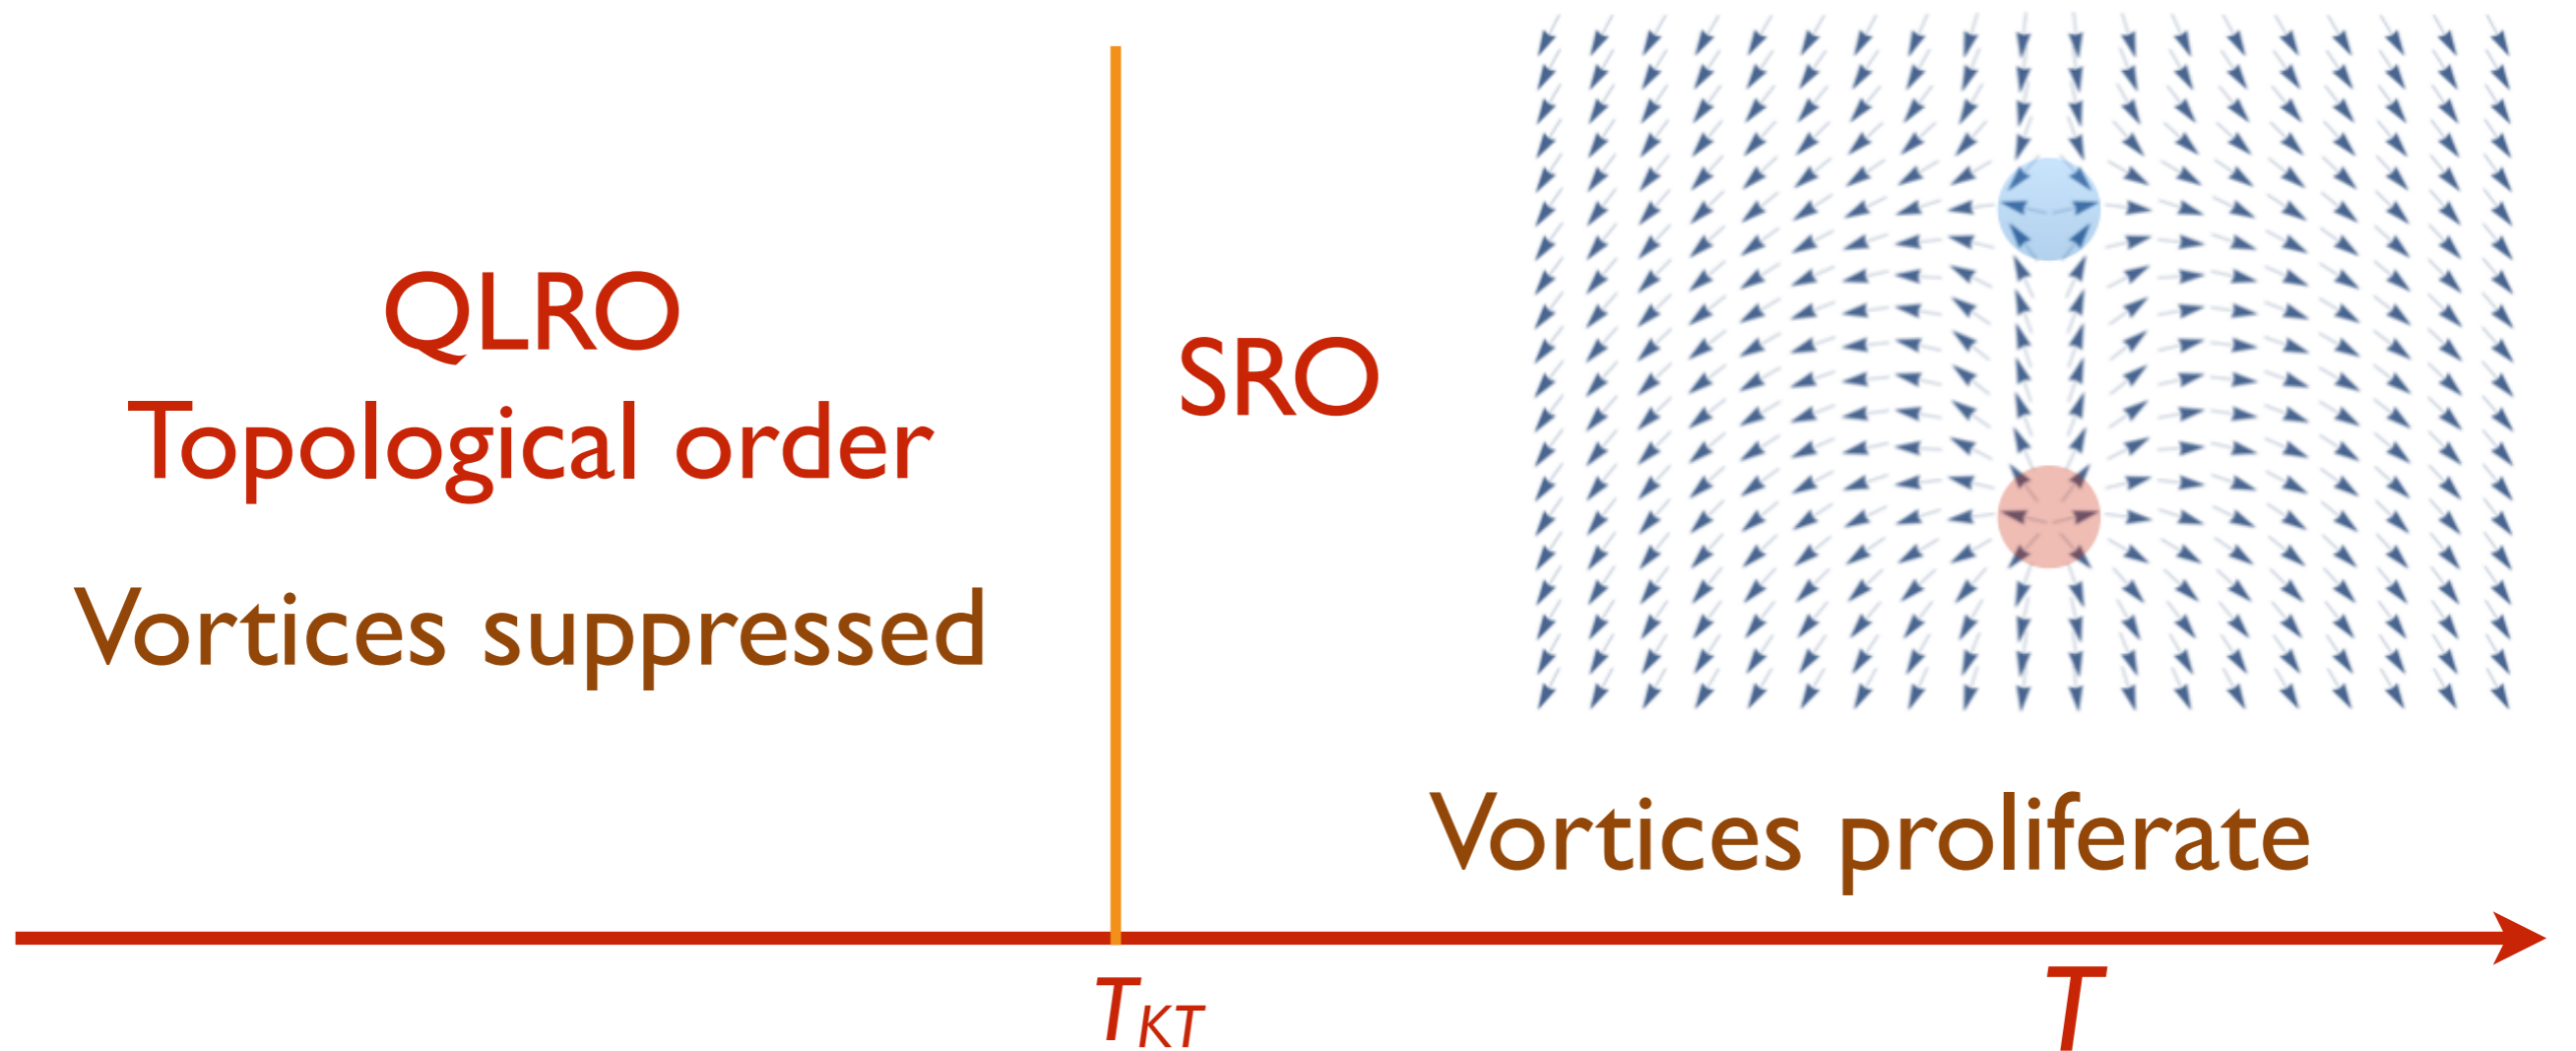 QLRO
Topological order
Vortices suppressed
SRO
Vortices proliferate
T_KT
T